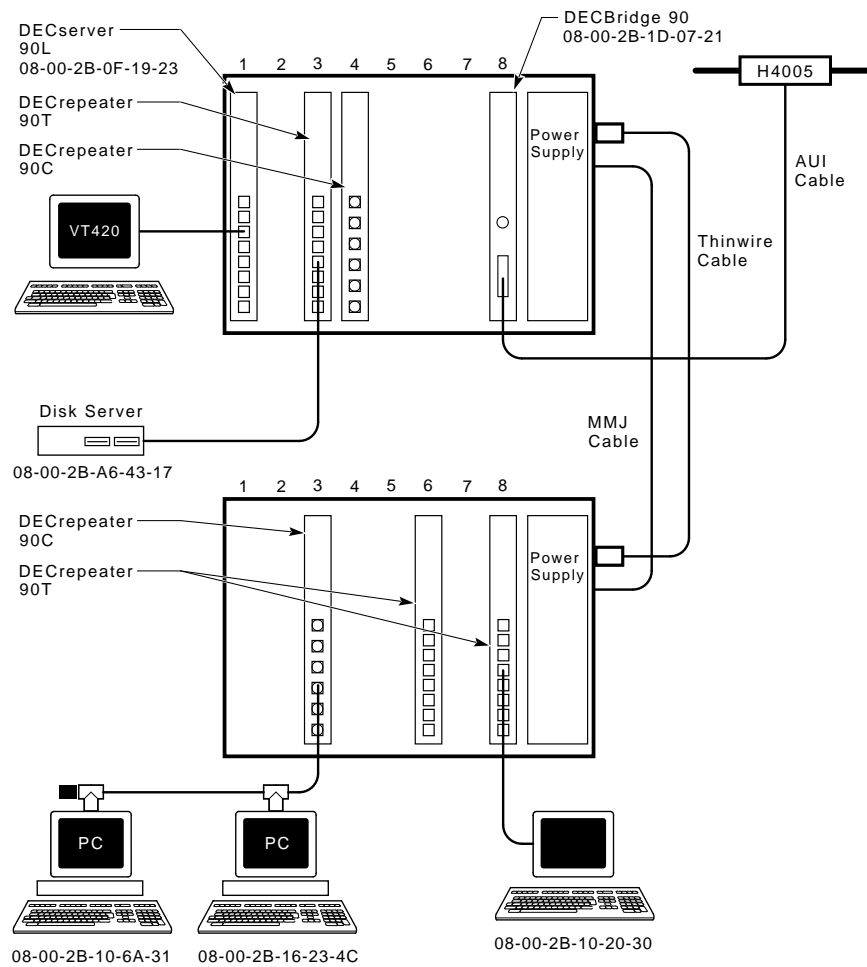 DECserver
90L
08-00-2B-0F-19-23
DECBridge 90
08-00-2B-1D-07-21
1 2 3 4 5 6 7 8
H4005
DECrepeater
90T
DECrepeater
90C
Power
Supply
AUI
Cable
VT420
Thinwire
Cable
Disk Server
08-00-2B-A6-43-17
MMJ
Cable
1 2 3 4 5 6 7 8
DECrepeater
90C
DECrepeater
90T
Power
Supply
PC
PC
08-00-2B-10-6A-31
08-00-2B-16-23-4C
08-00-2B-10-20-30